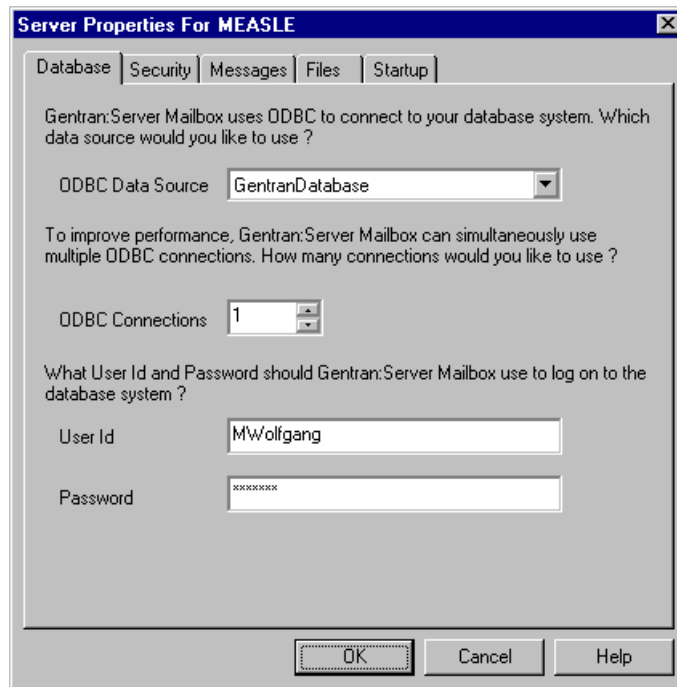 Server Properties For MEASLE
Database Security Messages Files Startup
Gentran:Server Mailbox uses ODBC to connect to your database system. Which
data source would you like to use ?
ODBC Data Source GentranDatabase
To improve performance, Gentran:Server Mailbox can simultaneously use
multiple ODBC connections. How many connections would you like to use ?
ODBC Connections 1
What User Id and Password should Gentran:Server Mailbox use to log on to the
database system ?
User Id MWolfgang
Password *******
OK Cancel Help